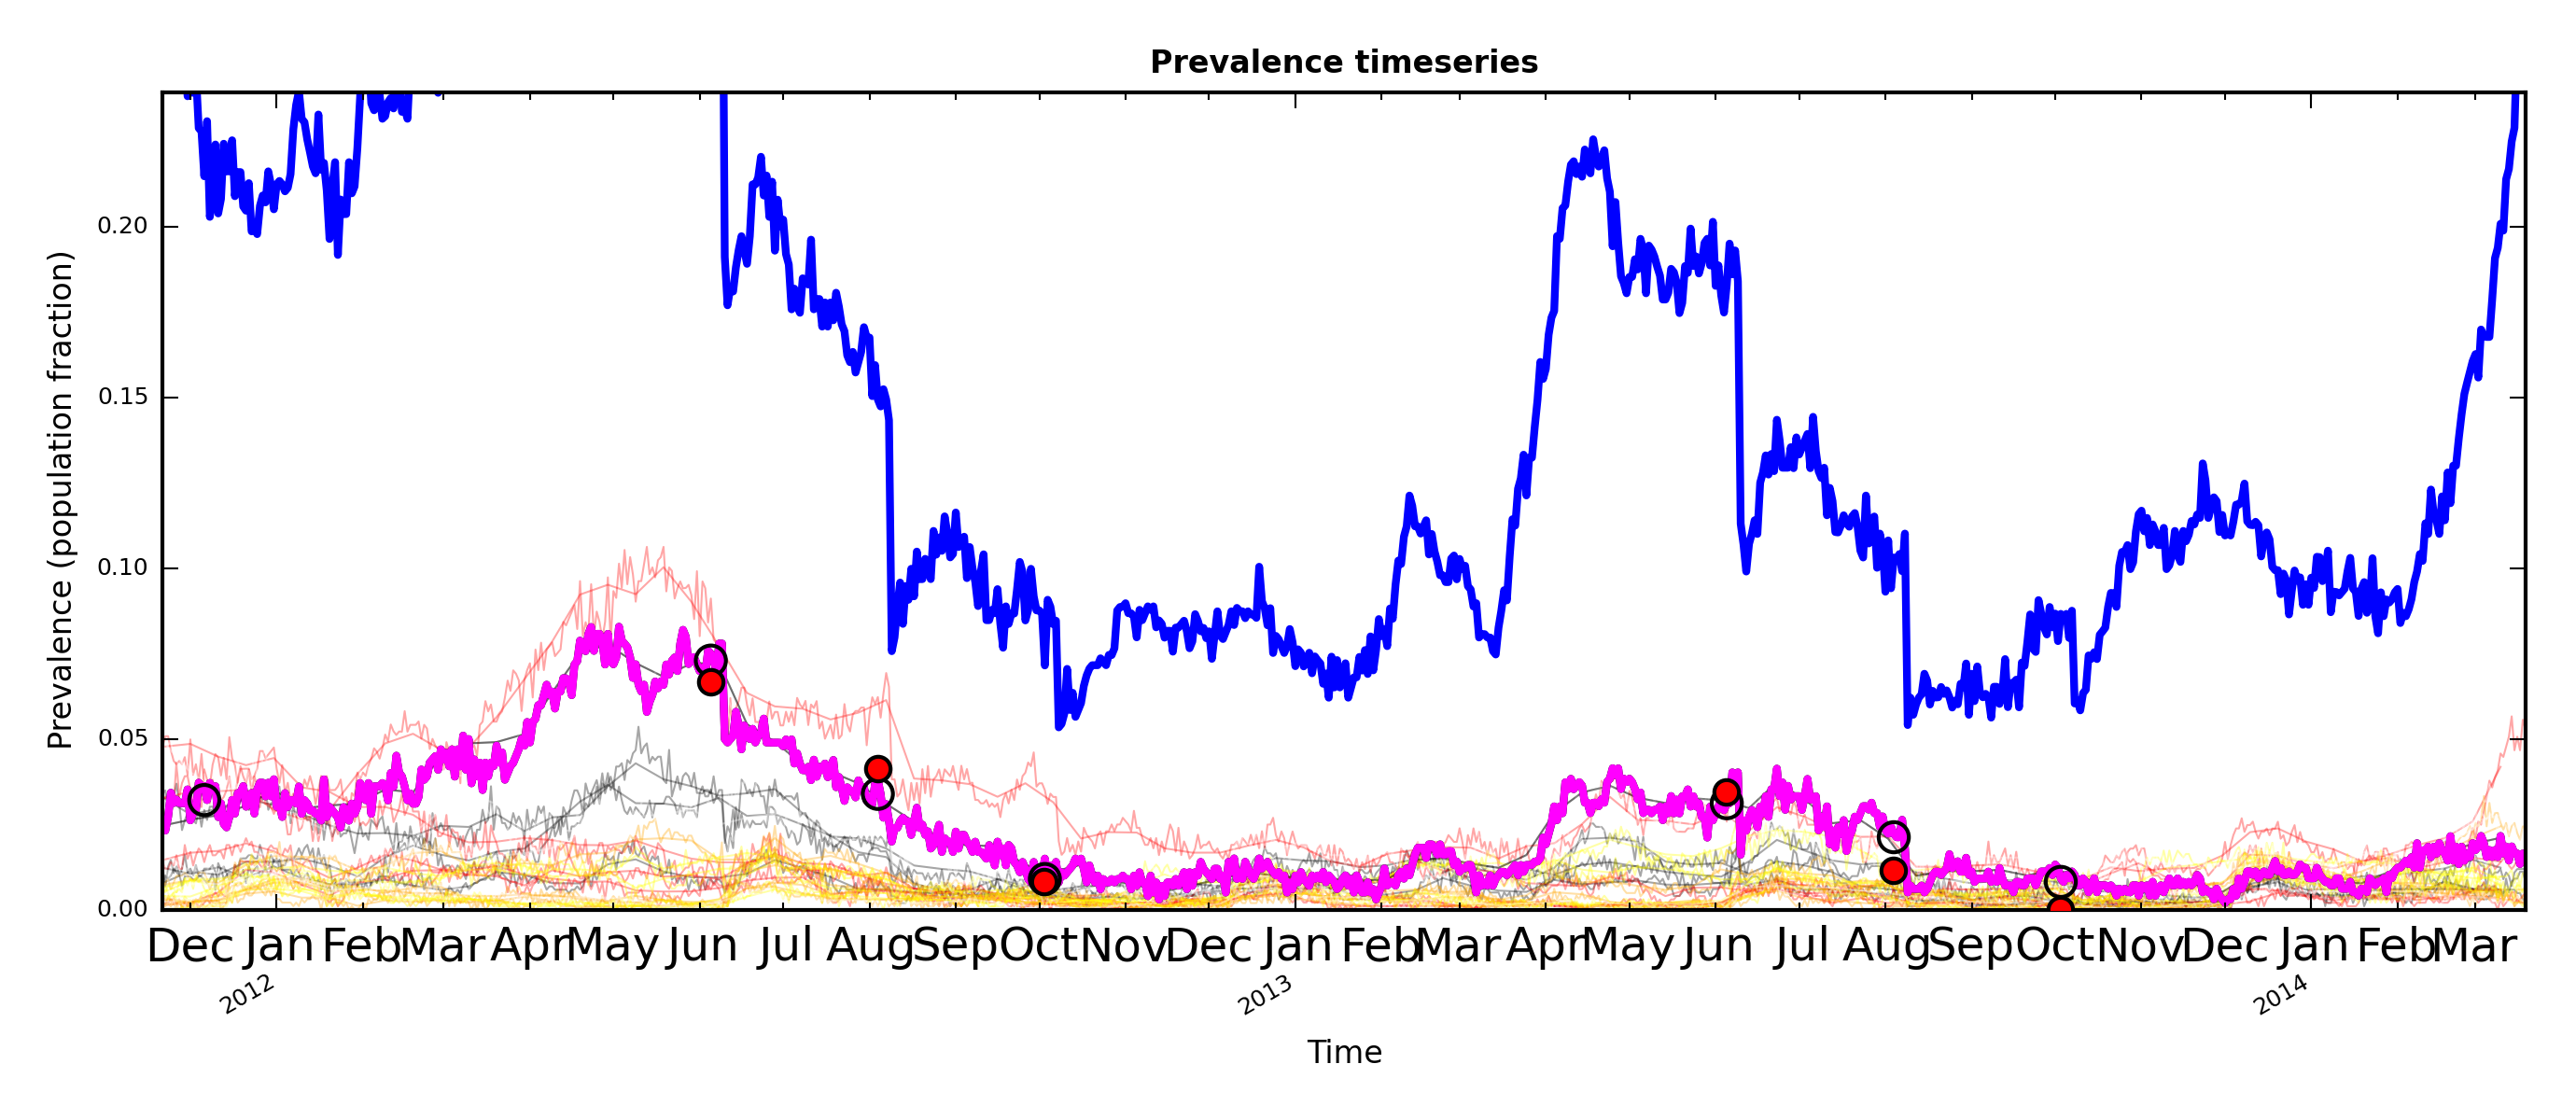 Prevalence timeseries
Prevalence (population fraction)
0.20
0.15
0.10
0.05
0.00
Dec Jan Feb Mar Apr May Jun Jul Aug Sep Oct Nov Dec Jan Feb Mar Apr May Jun Jul Aug Sep Oct Nov Dec Jan Feb Mar
2012 2013 2014
Time